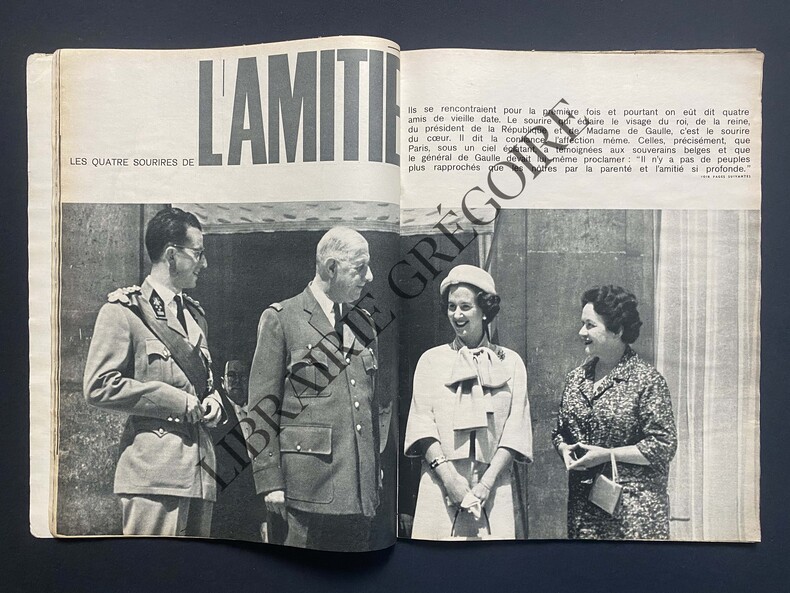 LES QUATRE SOURIRES DE L'AMITIÉ
Ils se rencontraient pour la première fois et pourtant on eût dit quatre
amis de vieille date. Le sourire qui éclaire le visage du roi, de la reine,
du président de la République et de Madame de Gaulle, c'est le sourire
du cœur. Il dit la confiance, l'affection même. Celles, précisément, que
Paris, sous un ciel éclatant a témoignées aux souverains belges et que
le général de Gaulle devait lui-même proclamer : "Il n'y a pas de peuples
plus rapprochés que les nôtres par la parenté et l'amitié si profonde."
VOIR PAGES SUIVANTES
LIBRAIRIE GRÉGOIRE